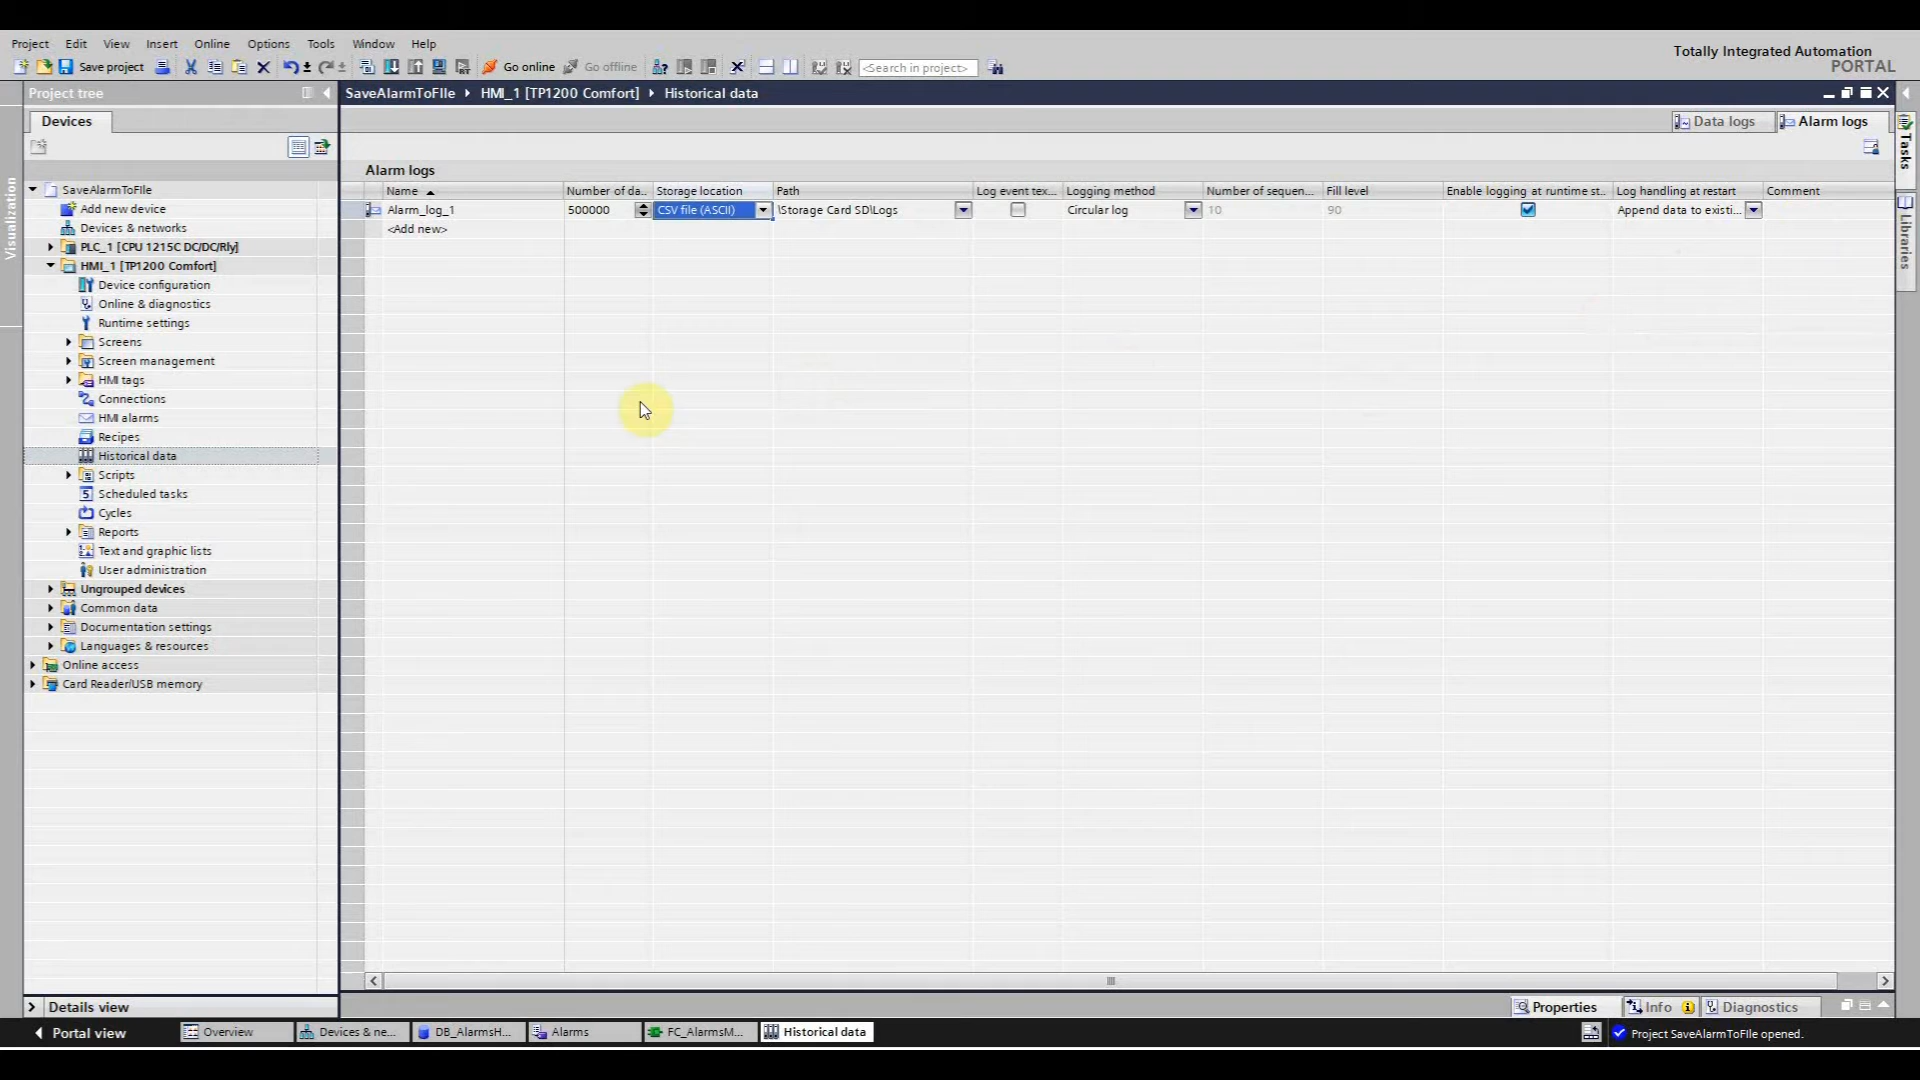 Project Edit View Insert Online Options Tools Window Help
Totally Integrated Automation
PORTAL
Save project Go online Go offline <Search in project>
Project tree
SaveAlarmToFIle HMI_1 [TP1200 Comfort] Historical data
Devices
Data logs Alarm logs
Visualization
Tasks
Libraries
Alarm logs
Name Number of da.. Storage location Path Log event tex... Logging method Number of sequen... Fill level Enable logging at runtime st.. Log handling at restart Comment
Alarm_log_1 500000 CSV file (ASCII) \Storage Card SD\Logs Circular log 10 90 Append data to existi...
<Add new>
SaveAlarmToFIle
Add new device
Devices & networks
PLC_1 [CPU 1215C DC/DC/Rly]
HMI_1 [TP1200 Comfort]
Device configuration
Online & diagnostics
Runtime settings
Screens
Screen management
HMI tags
Connections
HMI alarms
Recipes
Historical data
Scripts
Scheduled tasks
Cycles
Reports
Text and graphic lists
User administration
Ungrouped devices
Common data
Documentation settings
Languages & resources
Online access
Card Reader/USB memory
Details view
Properties Info Diagnostics
Portal view Overview Devices & ne... DB_AlarmsH... Alarms FC_AlarmsM... Historical data Project SaveAlarmToFIle opened.